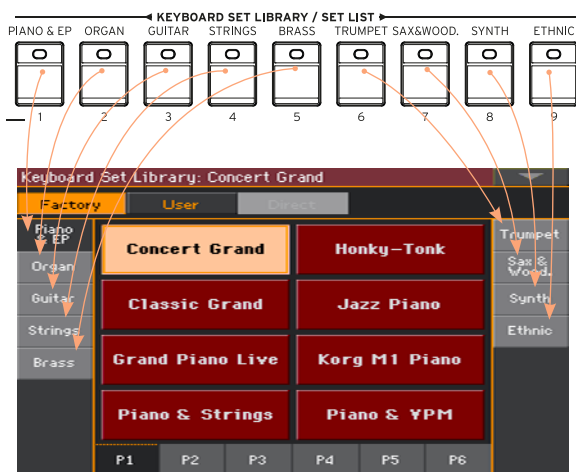 KEYBOARD SET LIBRARY / SET LIST
PIANO & EP ORGAN GUITAR STRINGS BRASS TRUMPET SAX&WOOD. SYNTH ETHNIC
1 2 3 4 5 6 7 8 9
Keyboard Set Library: Concert Grand
Factory User Direct
Piano & EP
Organ
Guitar
Strings
Brass
Concert Grand Honky-Tonk
Classic Grand Jazz Piano
Grand Piano Live Korg M1 Piano
Piano & Strings Piano & YPM
Trumpet
Sax & Wood.
Synth
Ethnic
P1 P2 P3 P4 P5 P6